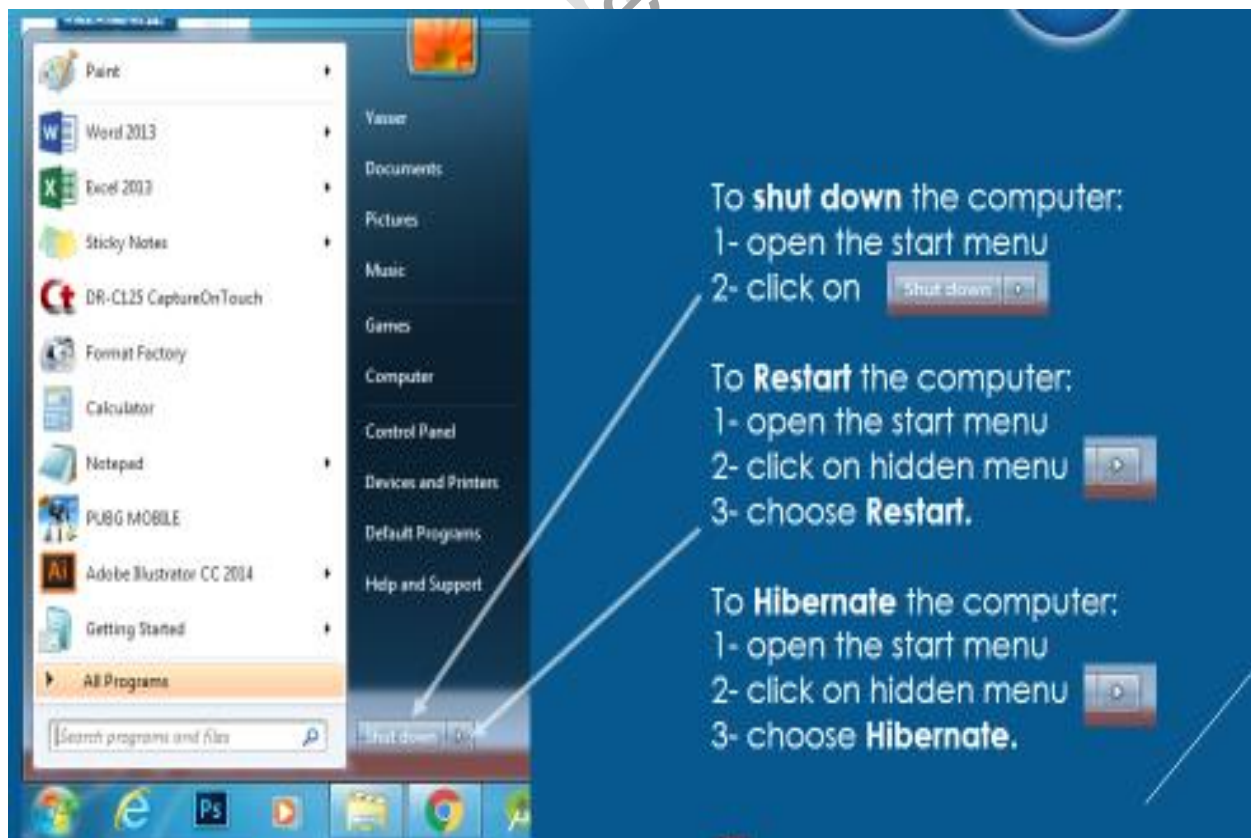 Paint
Word 2013
Excel 2013
Sticky Notes
DR-C125 CaptureOnTouch
Format Factory
Calculator
Notepad
PUBG MOBILE
Adobe Illustrator CC 2014
Getting Started
All Programs
Search programs and files
Yasser
Documents
Pictures
Music
Games
Computer
Control Panel
Devices and Printers
Default Programs
Help and Support
Shut down
Ps
To shut down the computer:
1- open the start menu
2- click on Shut down
To Restart the computer:
1- open the start menu
2- click on hidden menu
3- choose Restart.
To Hibernate the computer:
1- open the start menu
2- click on hidden menu
3- choose Hibernate.